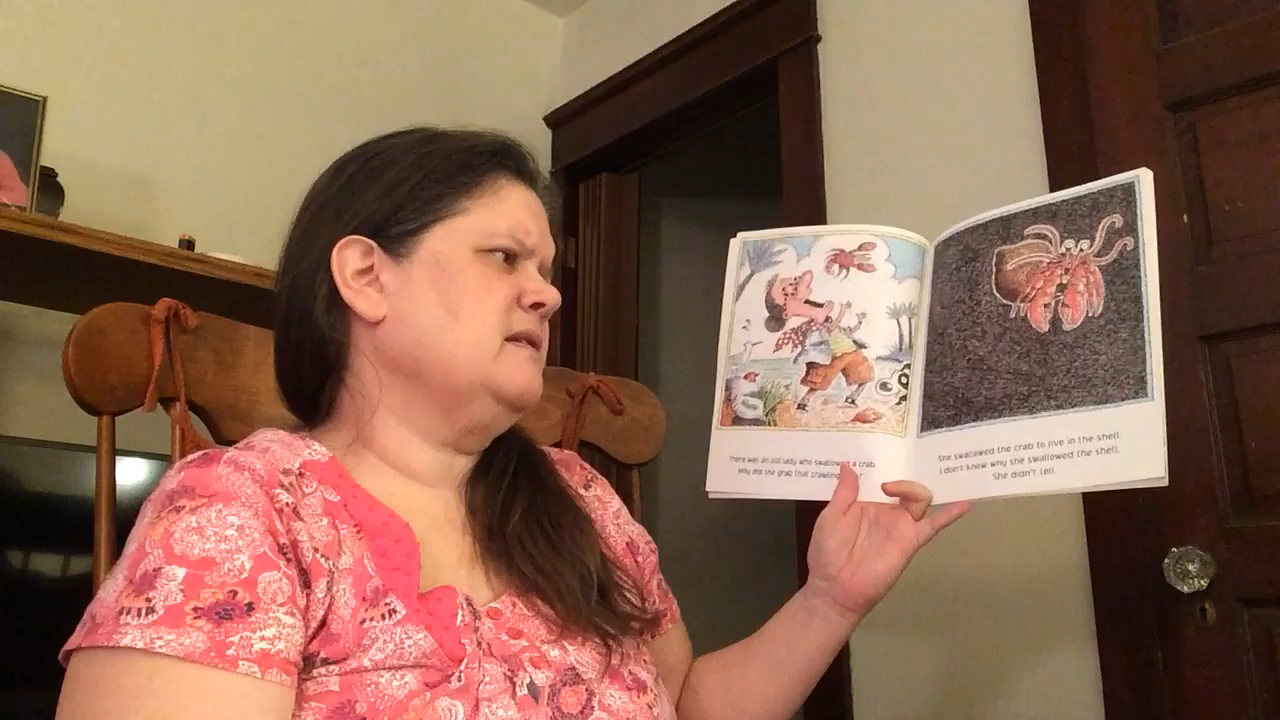 There was an old lady who swallowed a crab.
Why did she grab that crawling
She swallowed the crab to live in the shell.
I don't know why she swallowed the shell.
She didn't tell.